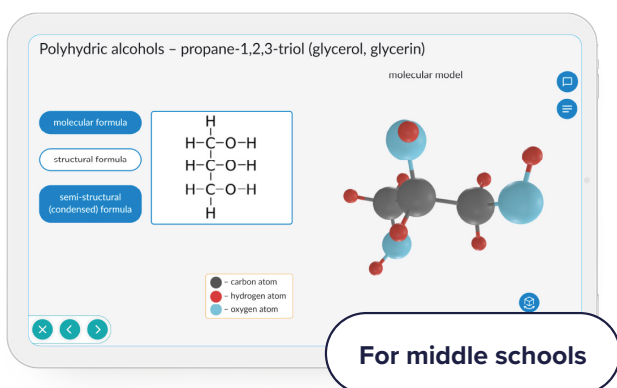 Polyhydric alcohols – propane-1,2,3-triol (glycerol, glycerin)
molecular model
molecular formula
structural formula
semi-structural
(condensed) formula
H
H–C–O–H
H–C–O–H
H–C–O–H
H
– carbon atom
– hydrogen atom
– oxygen atom
For middle schools